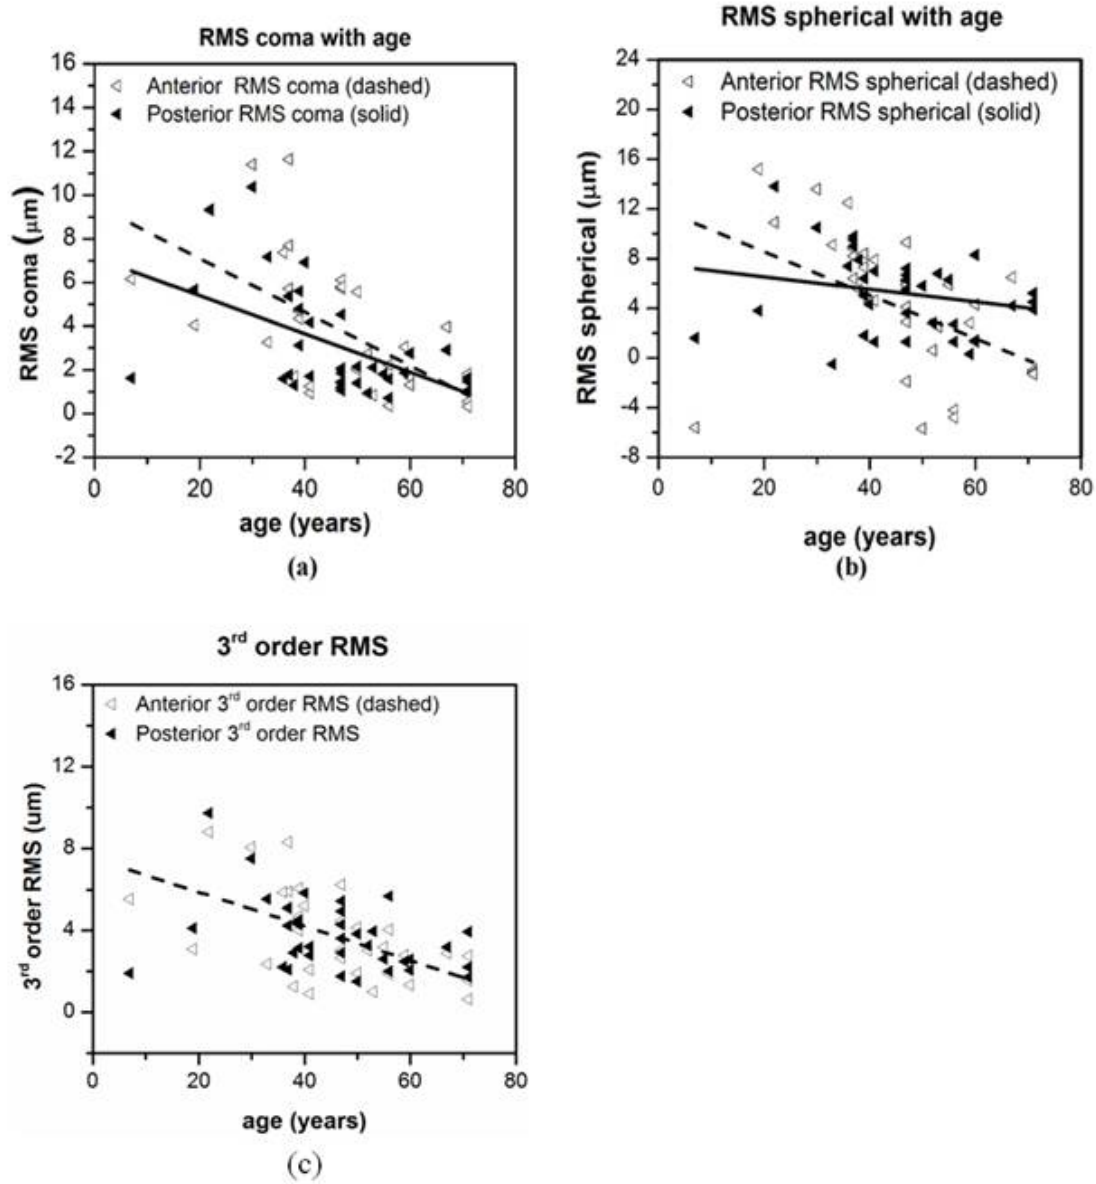 RMS coma with age
16
14
12
10
8
6
4
2
0
-2
RMS coma (μm)
Anterior RMS coma (dashed)
Posterior RMS coma (solid)
0 20 40 60 80
age (years)
(a)
RMS spherical with age
24
20
16
12
8
4
0
-4
-8
RMS spherical (μm)
Anterior RMS spherical (dashed)
Posterior RMS spherical (solid)
0 20 40 60 80
age (years)
(b)
3rd order RMS
16
12
8
4
0
3rd order RMS (um)
Anterior 3rd order RMS (dashed)
Posterior 3rd order RMS
0 20 40 60 80
age (years)
(c)